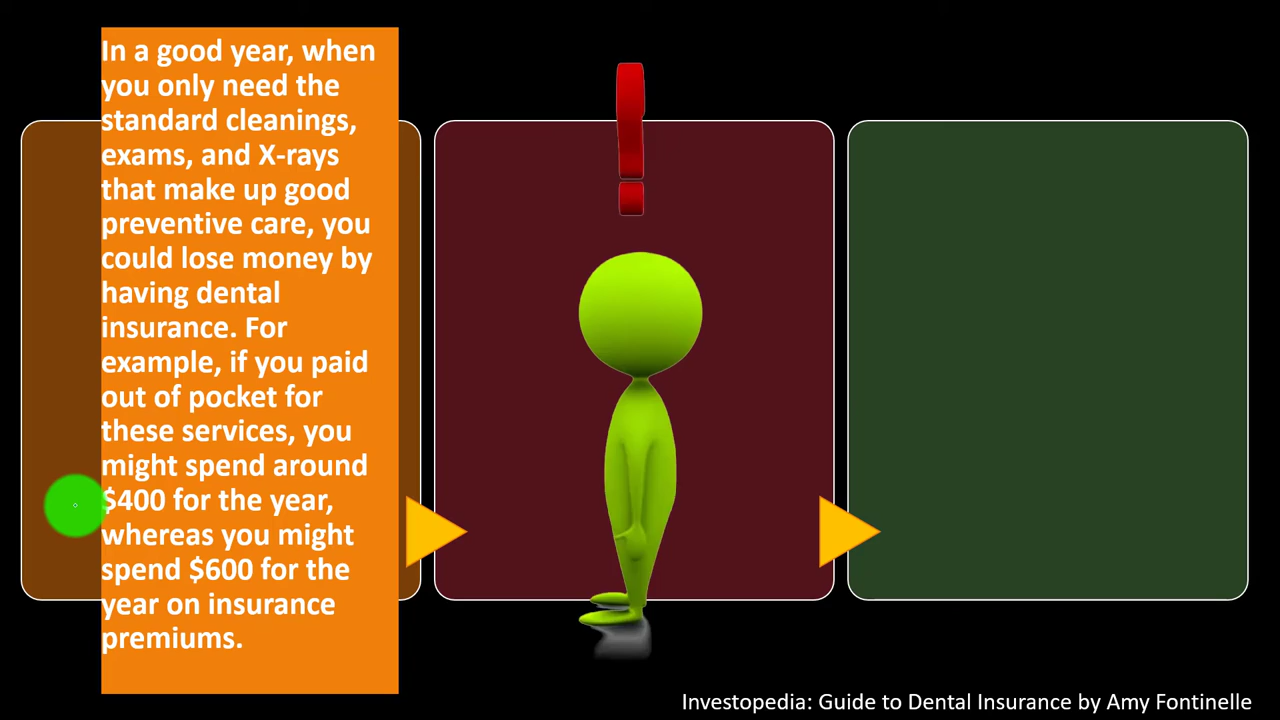 In a good year, when
you only need the
standard cleanings,
exams, and X-rays
that make up good
preventive care, you
could lose money by
having dental
insurance. For
example, if you paid
out of pocket for
these services, you
might spend around
$400 for the year,
whereas you might
spend $600 for the
year on insurance
premiums.
Investopedia: Guide to Dental Insurance by Amy Fontinelle